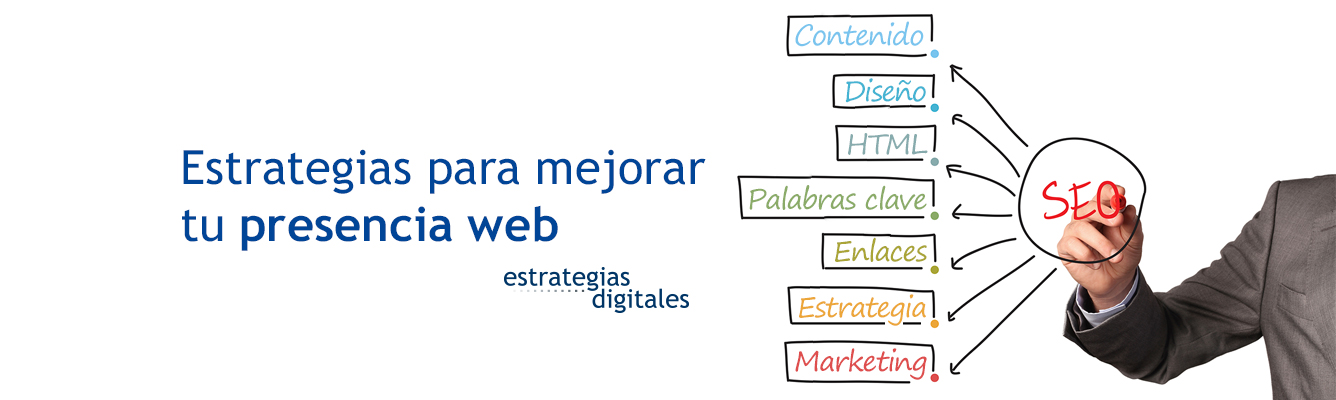 Estrategias para mejorar
tu presencia web
estrategias
digitales
Contenido
Diseño
HTML
Palabras clave
Enlaces
Estrategia
Marketing
SEO